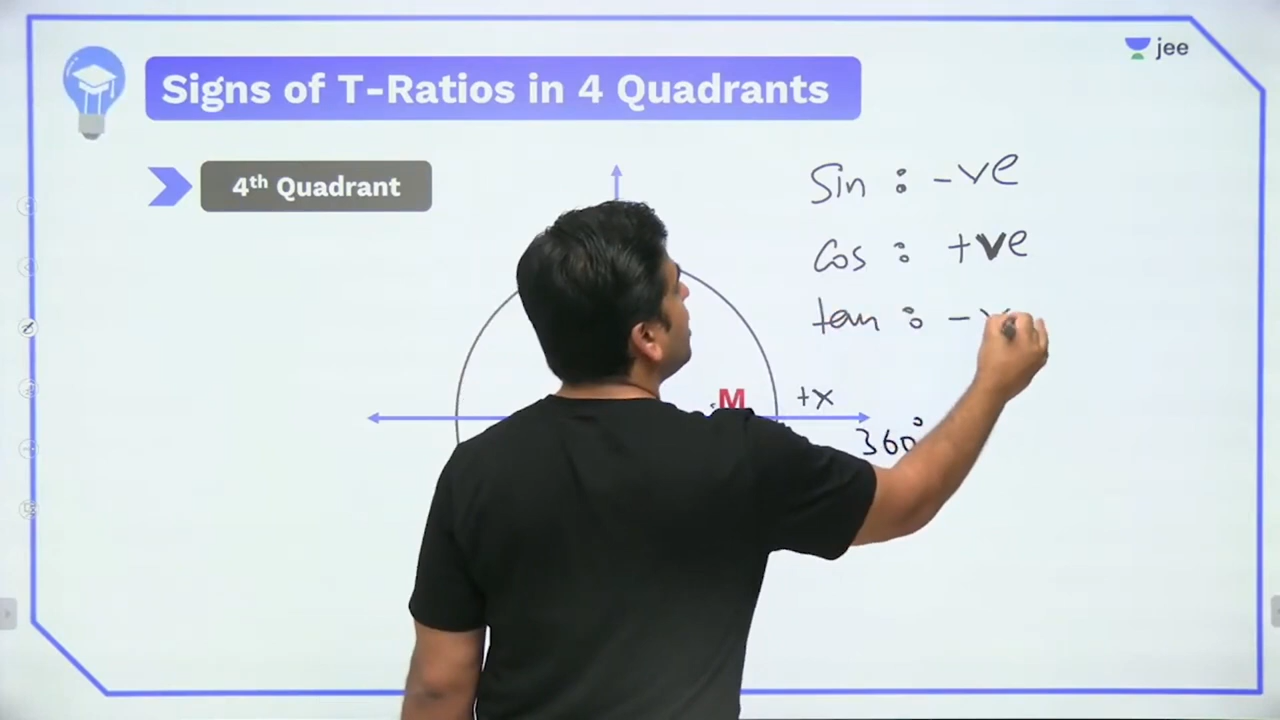 jee
Signs of T-Ratios in 4 Quadrants
4th Quadrant
Sin : -ve
Cos : +ve
tan : -v
M
+x
360°